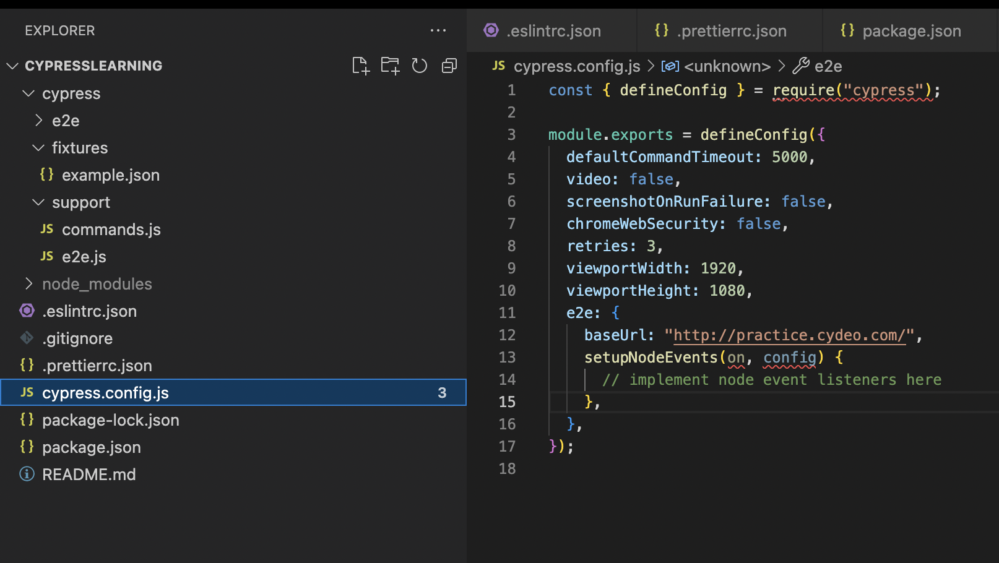 EXPLORER
CYPRESSLEARNING
cypress
e2e
fixtures
{} example.json
support
JS commands.js
JS e2e.js
node_modules
.eslintrc.json
.gitignore
{} .prettierrc.json
JS cypress.config.js 3
{} package-lock.json
{} package.json
README.md
.eslintrc.json {} .prettierrc.json {} package.json
JS cypress.config.js > <unknown> > e2e
1 const { defineConfig } = require("cypress");
2
3 module.exports = defineConfig({
4 defaultCommandTimeout: 5000,
5 video: false,
6 screenshotOnRunFailure: false,
7 chromeWebSecurity: false,
8 retries: 3,
9 viewportWidth: 1920,
10 viewportHeight: 1080,
11 e2e: {
12 baseUrl: "http://practice.cydeo.com/",
13 setupNodeEvents(on, config) {
14 // implement node event listeners here
15 },
16 },
17 });
18